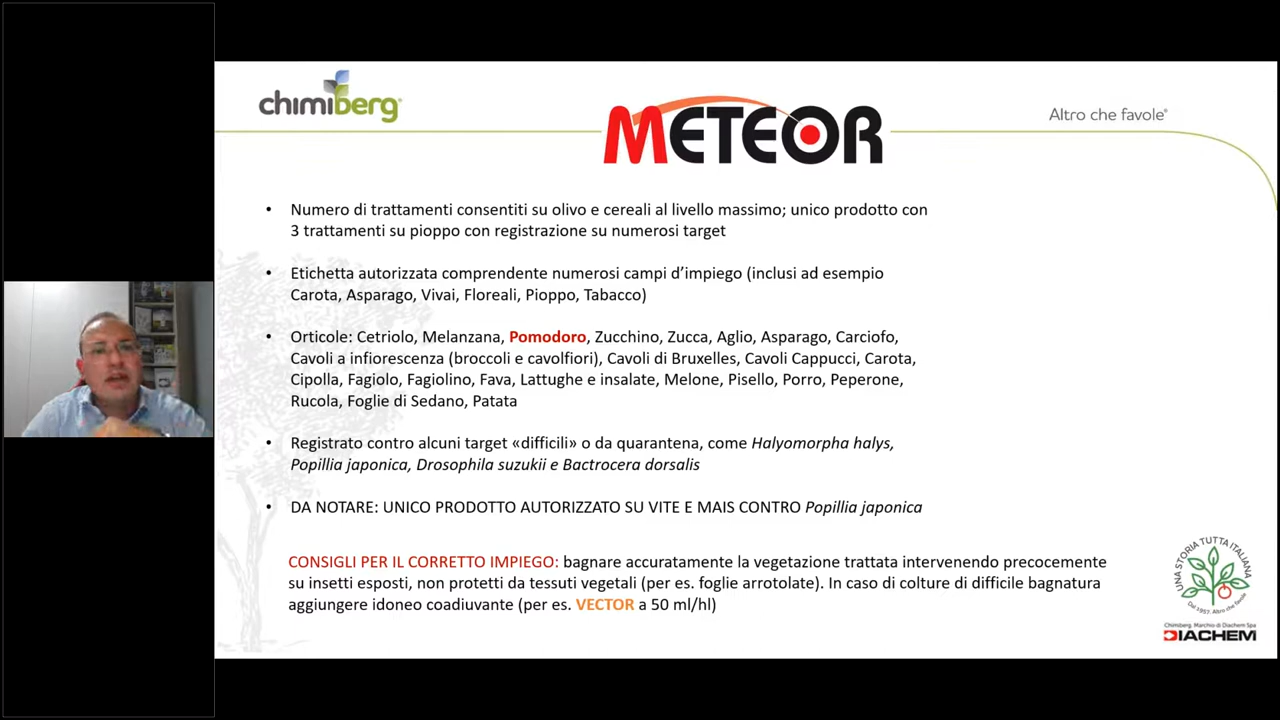 chimiberg®
METEOR
Altro che favole®
• Numero di trattamenti consentiti su olivo e cereali al livello massimo; unico prodotto con
3 trattamenti su pioppo con registrazione su numerosi target
• Etichetta autorizzata comprendente numerosi campi d’impiego (inclusi ad esempio
Carota, Asparago, Vivai, Floreali, Pioppo, Tabacco)
• Orticole: Cetriolo, Melanzana, Pomodoro, Zucchino, Zucca, Aglio, Asparago, Carciofo,
Cavoli a infiorescenza (broccoli e cavolfiori), Cavoli di Bruxelles, Cavoli Cappucci, Carota,
Cipolla, Fagiolo, Fagiolino, Fava, Lattughe e insalate, Melone, Pisello, Porro, Peperone,
Rucola, Foglie di Sedano, Patata
• Registrato contro alcuni target «difficili» o da quarantena, come Halyomorpha halys,
Popillia japonica, Drosophila suzukii e Bactrocera dorsalis
• DA NOTARE: UNICO PRODOTTO AUTORIZZATO SU VITE E MAIS CONTRO Popillia japonica
CONSIGLI PER IL CORRETTO IMPIEGO: bagnare accuratamente la vegetazione trattata intervenendo precocemente
su insetti esposti, non protetti da tessuti vegetali (per es. foglie arrotolate). In caso di colture di difficile bagnatura
aggiungere idoneo coadiuvante (per es. VECTOR a 50 ml/hl)
UNA STORIA TUTTA ITALIANA
Dal 1957. Altro che favole
Chimiberg. Marchio di Diachem Spa
DIACHEM